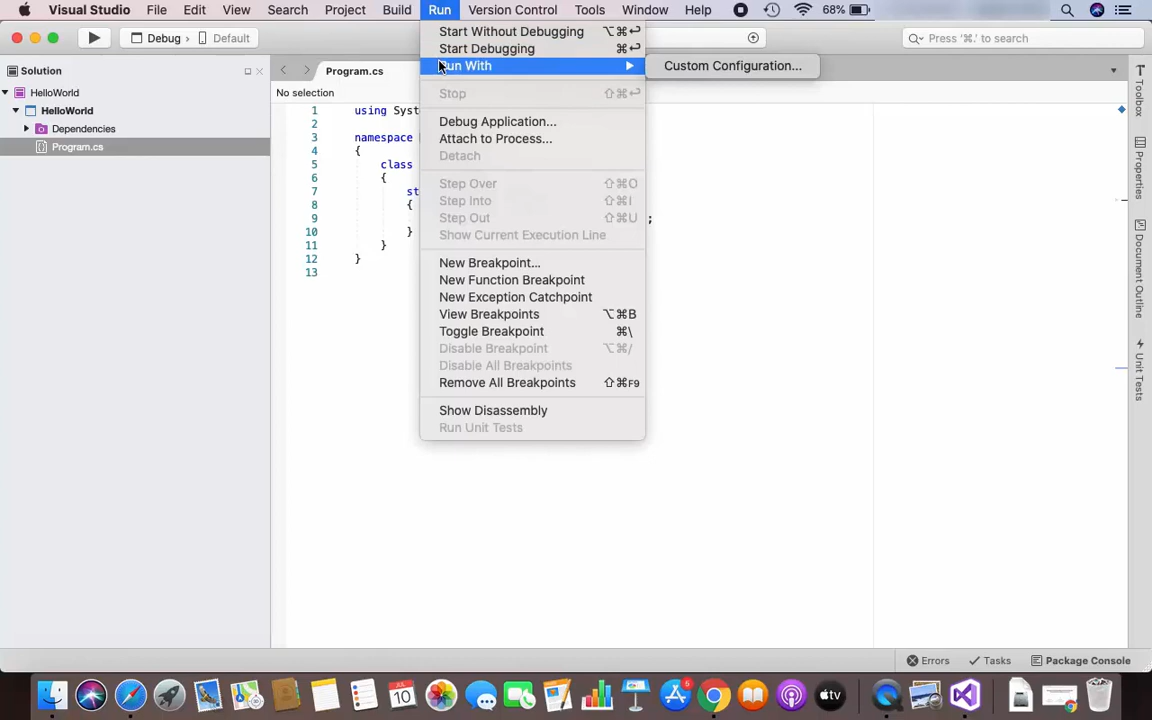 Visual Studio File Edit View Search Project Build Run Version Control Tools Window Help 68%
Debug › Default
Press '⌘.' to search
Solution
HelloWorld
HelloWorld
Dependencies
Program.cs
Program.cs
No selection
1 using Syst
2
3 namespace
4 {
5 class
6 {
7 st
8 {
9 ;
10 }
11 }
12 }
13
Start Without Debugging ⌥⌘↩
Start Debugging ⌘↩
Run With ▶
Custom Configuration...
Stop ⇧⌘↩
Debug Application...
Attach to Process...
Detach
Step Over ⇧⌘O
Step Into ⇧⌘I
Step Out ⇧⌘U
Show Current Execution Line
New Breakpoint...
New Function Breakpoint
New Exception Catchpoint
View Breakpoints ⌥⌘B
Toggle Breakpoint ⌘\
Disable Breakpoint ⌥⌘/
Disable All Breakpoints
Remove All Breakpoints ⇧⌘F9
Show Disassembly
Run Unit Tests
Toolbox
Properties
Document Outline
Unit Tests
Errors Tasks Package Console
10
5
tv